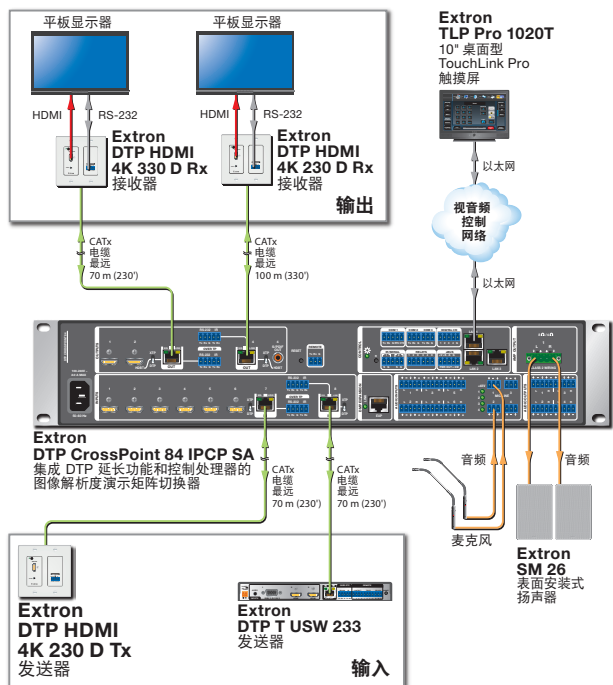 平板显示器
平板显示器
HDMI
RS-232
HDMI
RS-232
Extron
DTP HDMI
4K 330 D Rx
接收器
Extron
DTP HDMI
4K 230 D Rx
接收器
输出
CATx
电缆
最远
70 m (230')
CATx
电缆
最远
100 m (330')
Extron
TLP Pro 1020T
10" 桌面型
TouchLink Pro
触摸屏
以太网
视音频
控制
网络
以太网
Extron
DTP CrossPoint 84 IPCP SA
集成 DTP 延长功能和控制处理器的
图像解析度演示矩阵切换器
CATx
电缆
最远
70 m (230')
CATx
电缆
最远
70 m (230')
音频
音频
麦克风
Extron
SM 26
表面安装式
扬声器
Extron
DTP HDMI
4K 230 D Tx
发送器
Extron
DTP T USW 233
发送器
输入